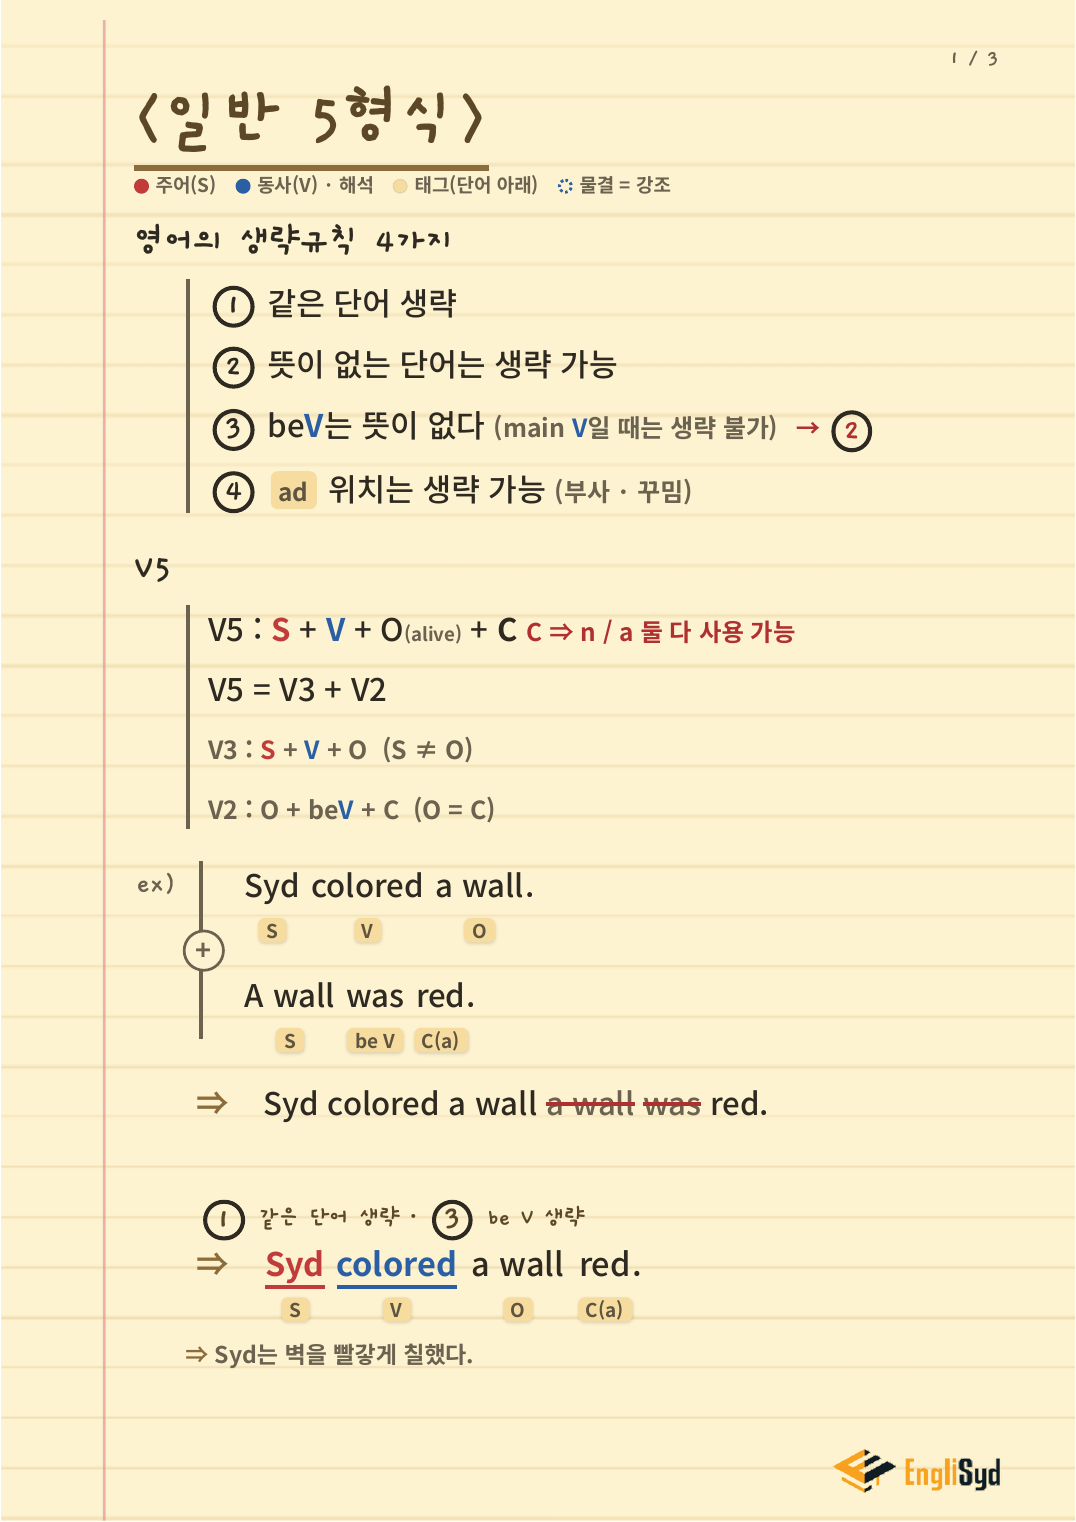 1 / 3
<일반 5형식>
주어(S) 동사(V) · 해석 태그(단어 아래) 물결 = 강조
영어의 생략규칙 4가지
① 같은 단어 생략
② 뜻이 없는 단어는 생략 가능
③ beV는 뜻이 없다 (main V일 때는 생략 불가) → ②
④ ad 위치는 생략 가능 (부사 · 꾸밈)
V5
V5 : S + V + O(alive) + C C ⇒ n / a 둘 다 사용 가능
V5 = V3 + V2
V3 : S + V + O (S ≠ O)
V2 : O + beV + C (O = C)
ex) Syd colored a wall.
S V O
+
A wall was red.
S be V C(a)
⇒ Syd colored a wall a wall was red.
① 같은 단어 생략 · ③ be V 생략
⇒ Syd colored a wall red.
S V O C(a)
⇒ Syd는 벽을 빨갛게 칠했다.
EngliSyd